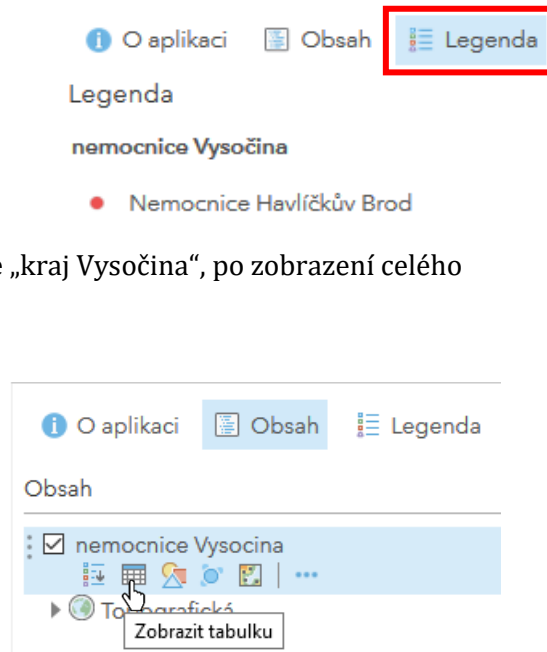 O aplikaci Obsah Legenda
Legenda
nemocnice Vysočina
Nemocnice Havlíčkův Brod
e „kraj Vysočina“, po zobrazení celého
O aplikaci Obsah Legenda
Obsah
nemocnice Vysocina
Topografická
Zobrazit tabulku